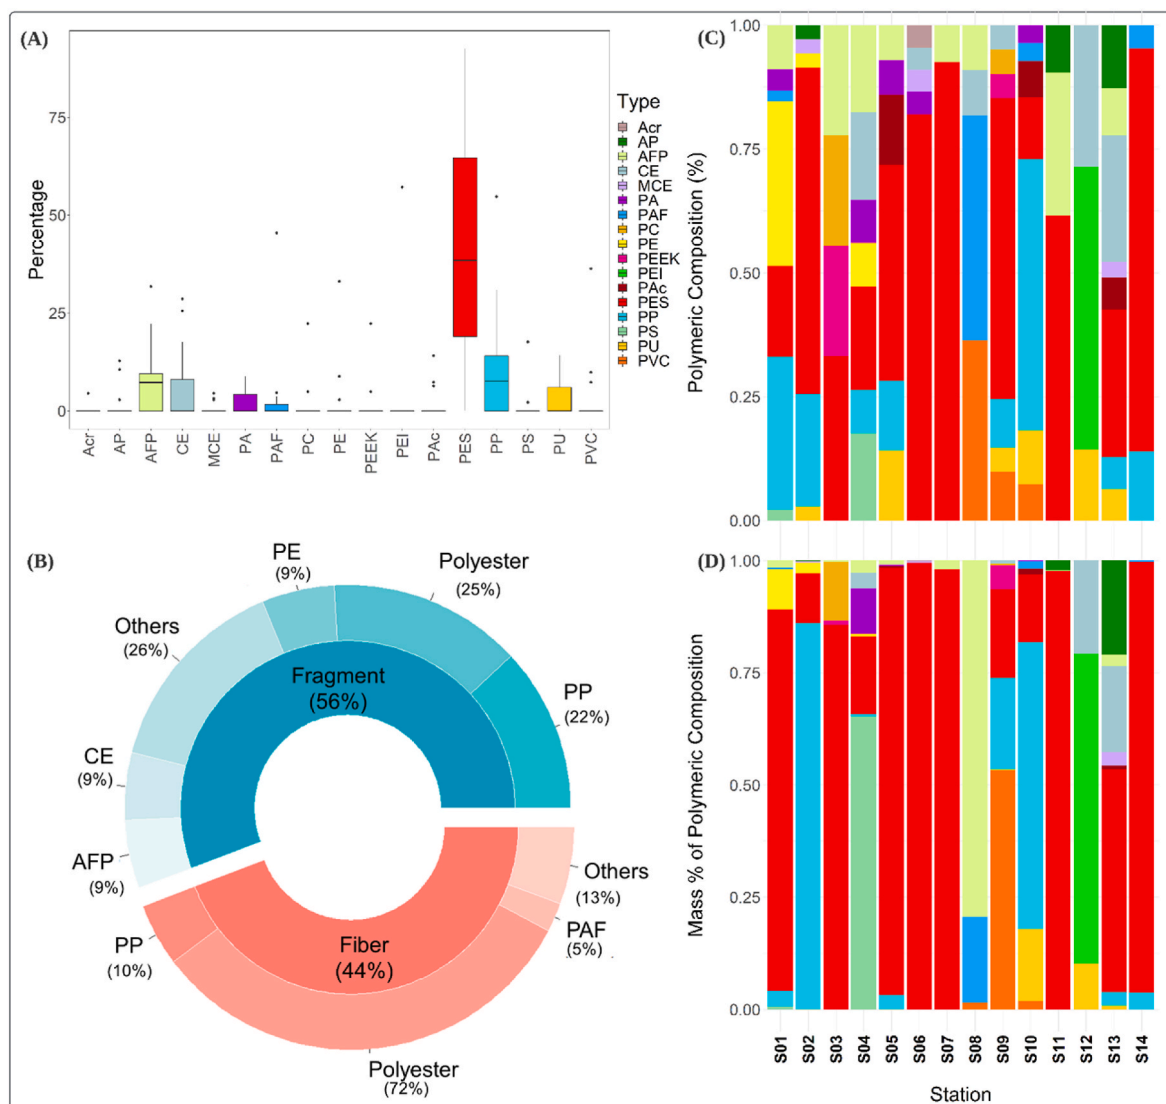 (A)
Percentage
75
50
25
0
Acr
AP
AFP
CE
MCE
PA
PAF
PC
PE
PEEK
PEI
PAc
PES
PP
PS
PU
PVC
Type
Acr
AP
AFP
CE
MCE
PA
PAF
PC
PE
PEEK
PEI
PAc
PES
PP
PS
PU
PVC
(B)
PE
(9%)
Polyester
(25%)
Others
(26%)
Fragment
(56%)
PP
(22%)
CE
(9%)
AFP
(9%)
Others
(13%)
PAF
(5%)
PP
(10%)
Fiber
(44%)
Polyester
(72%)
(C)
Polymeric Composition (%)
1.00
0.75
0.50
0.25
0.00
(D)
Mass % of Polymeric Composition
1.00
0.75
0.50
0.25
0.00
S01
S02
S03
S04
S05
S06
S07
S08
S09
S10
S11
S12
S13
S14
Station